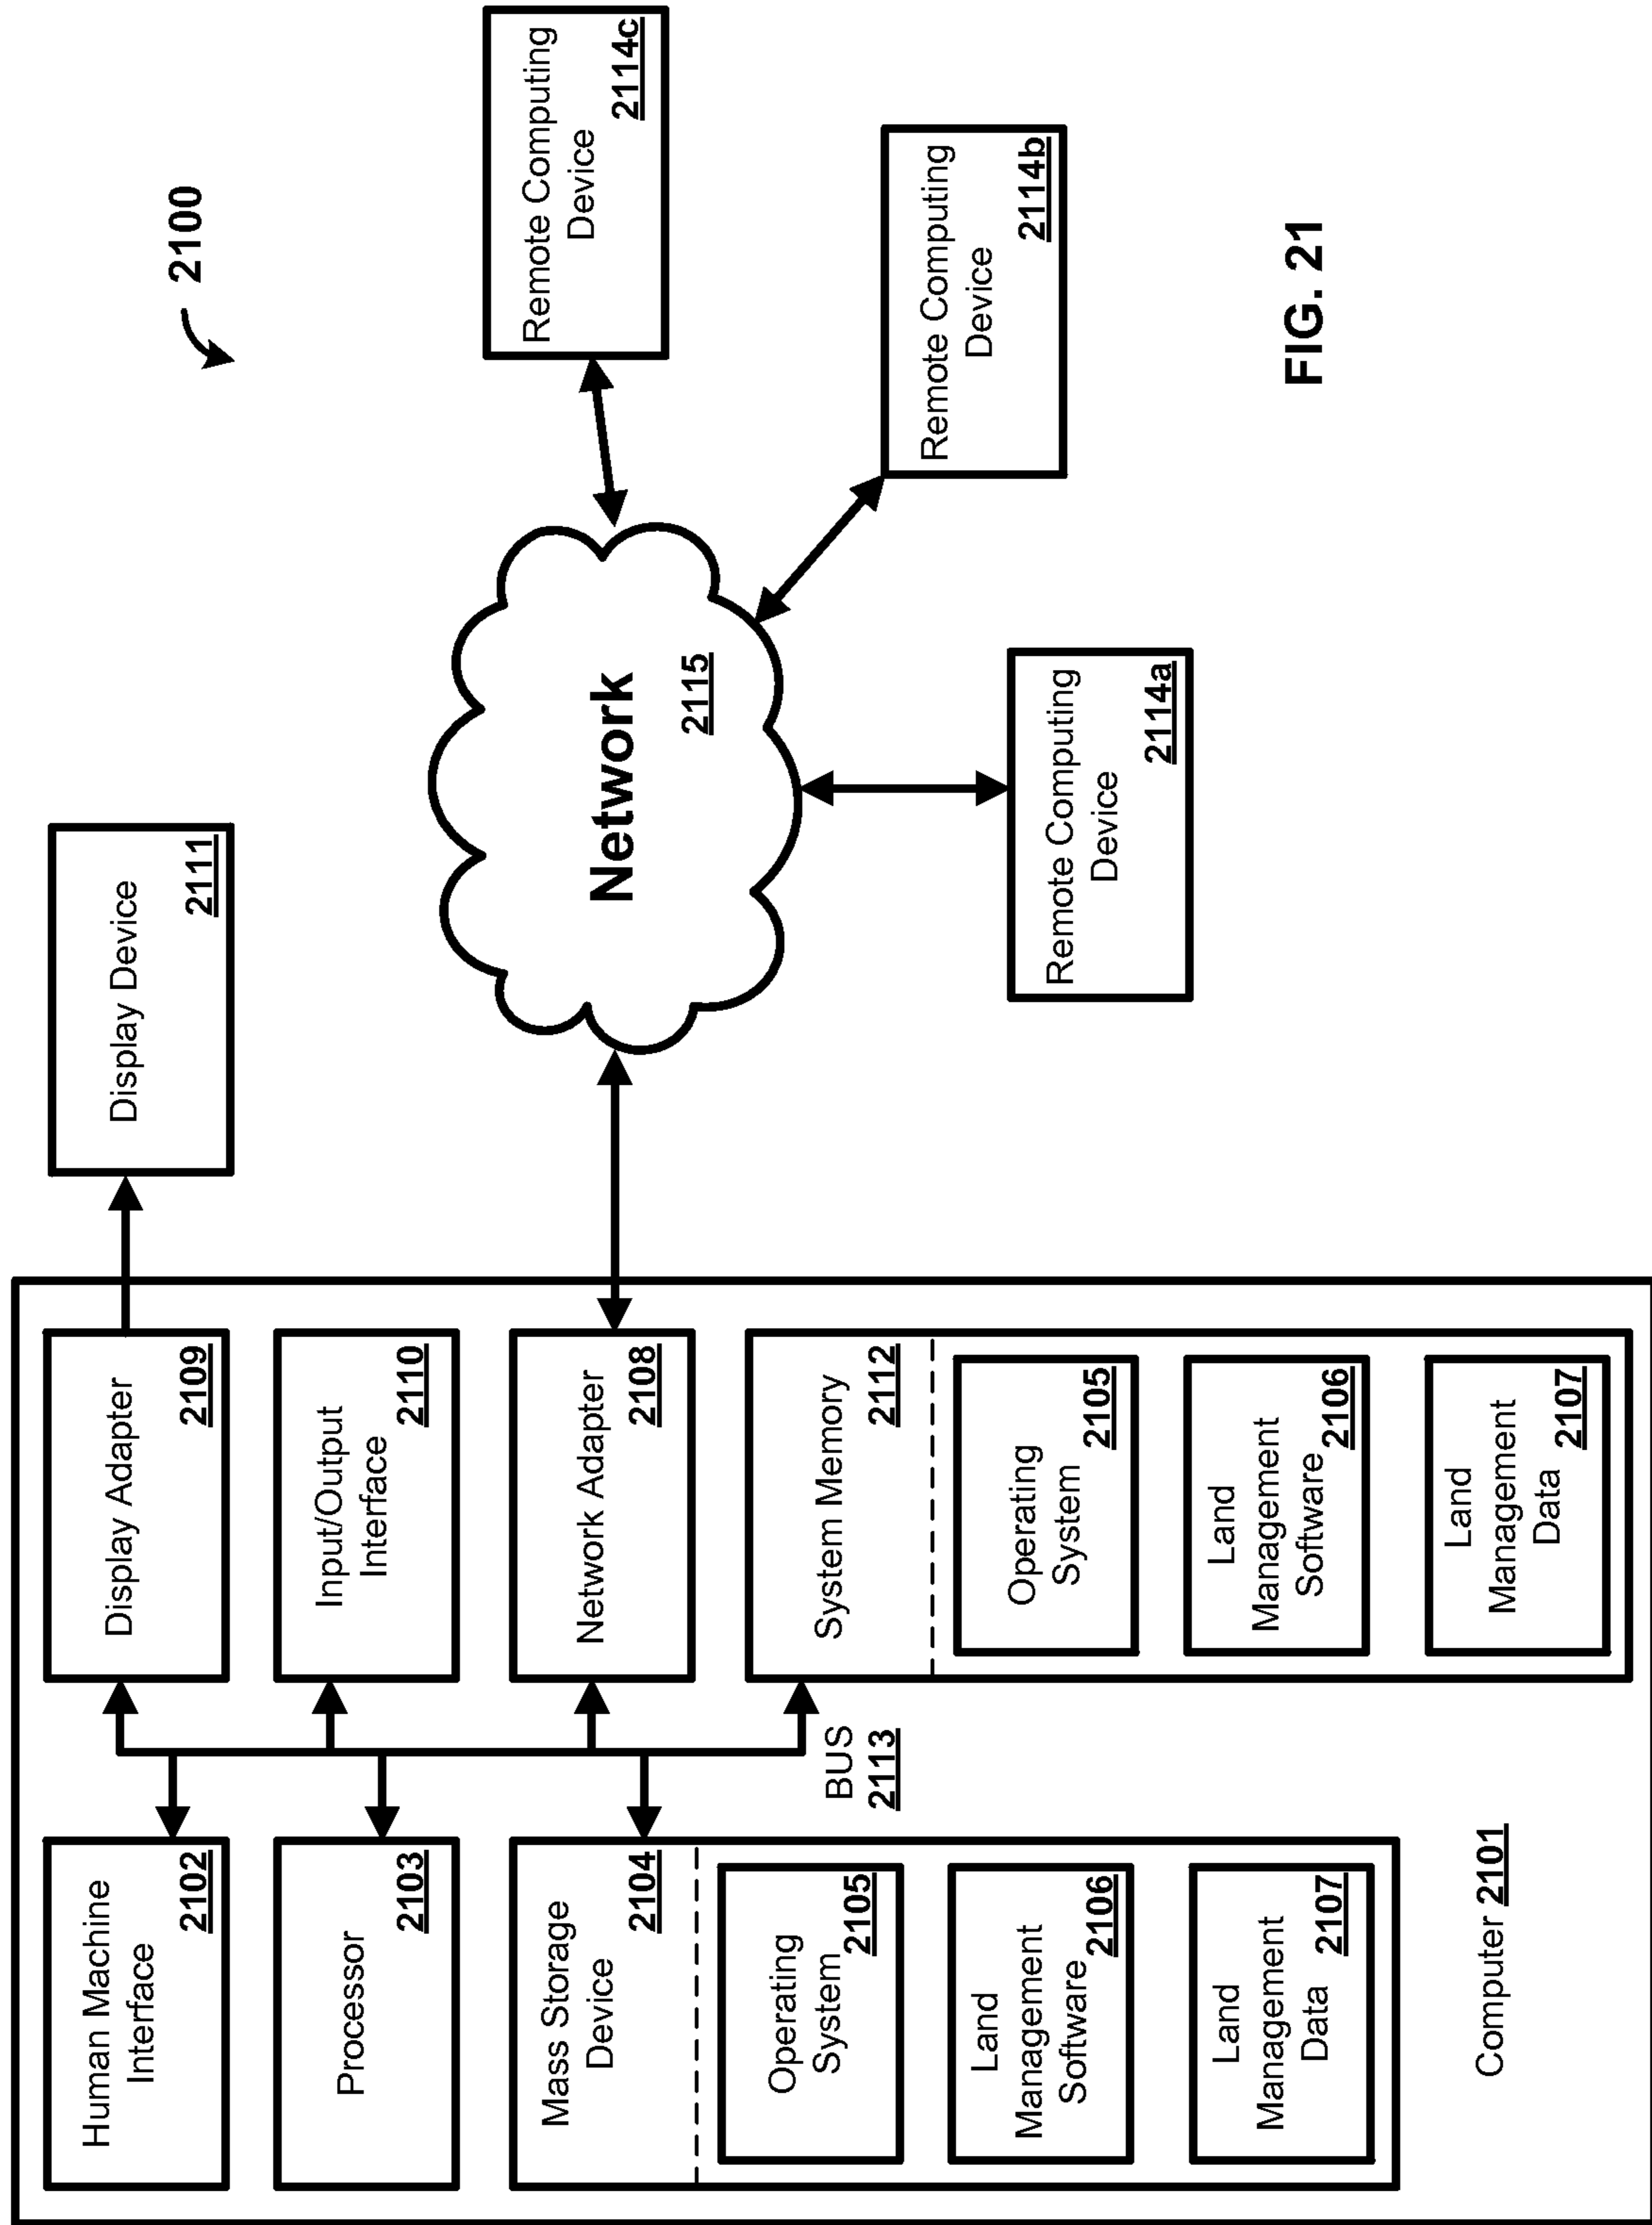 2100
Human Machine
Interface
2102
Processor
2103
Mass Storage
Device
2104
Operating
System
2105
Land
Management
Software
2106
Land
Management
Data
2107
Computer 2101
BUS
2113
Display Adapter
2109
Input/Output
Interface
2110
Network Adapter
2108
System Memory
2112
Operating
System
2105
Land
Management
Software
2106
Land
Management
Data
2107
Display Device
2111
Network
2115
Remote Computing
Device
2114a
Remote Computing
Device
2114b
Remote Computing
Device
2114c
FIG. 21